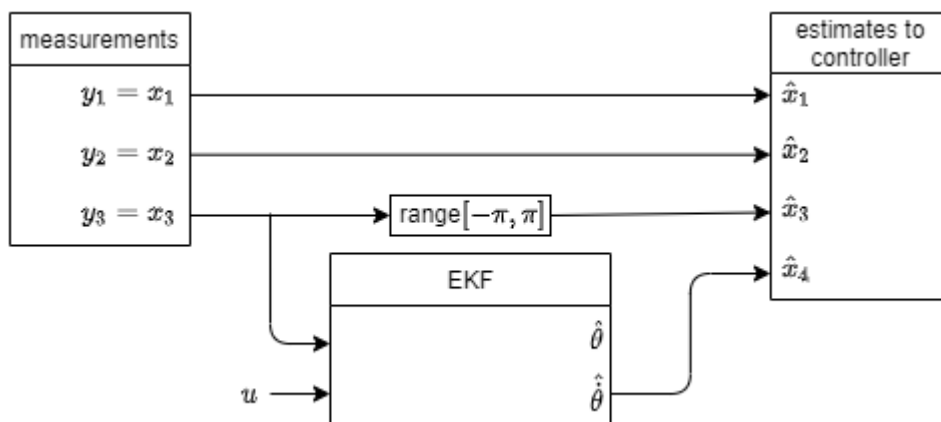 measurements
y₁ = x₁
y₂ = x₂
y₃ = x₃
range[−π, π]
EKF
θ̂
u
θ̇̂
estimates to
controller
x̂₁
x̂₂
x̂₃
x̂₄